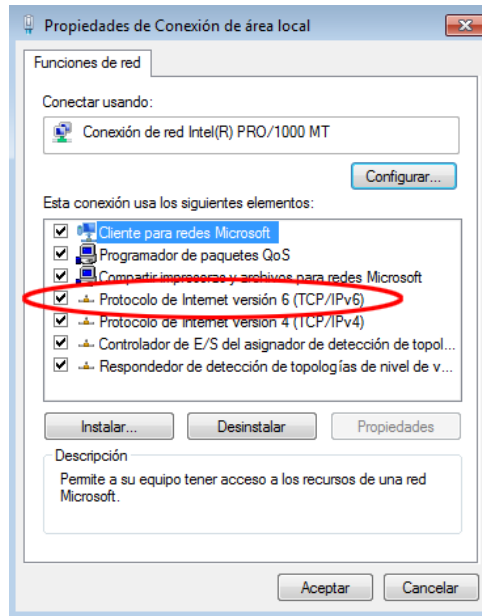 Propiedades de Conexión de área local
Funciones de red
Conectar usando:
Conexión de red Intel(R) PRO/1000 MT
Configurar...
Esta conexión usa los siguientes elementos:
Cliente para redes Microsoft
Programador de paquetes QoS
Compartir impresoras y archivos para redes Microsoft
Protocolo de Internet versión 6 (TCP/IPv6)
Protocolo de Internet versión 4 (TCP/IPv4)
Controlador de E/S del asignador de detección de topol...
Respondedor de detección de topologías de nivel de v...
Instalar...
Desinstalar
Propiedades
Descripción
Permite a su equipo tener acceso a los recursos de una red
Microsoft.
Aceptar
Cancelar